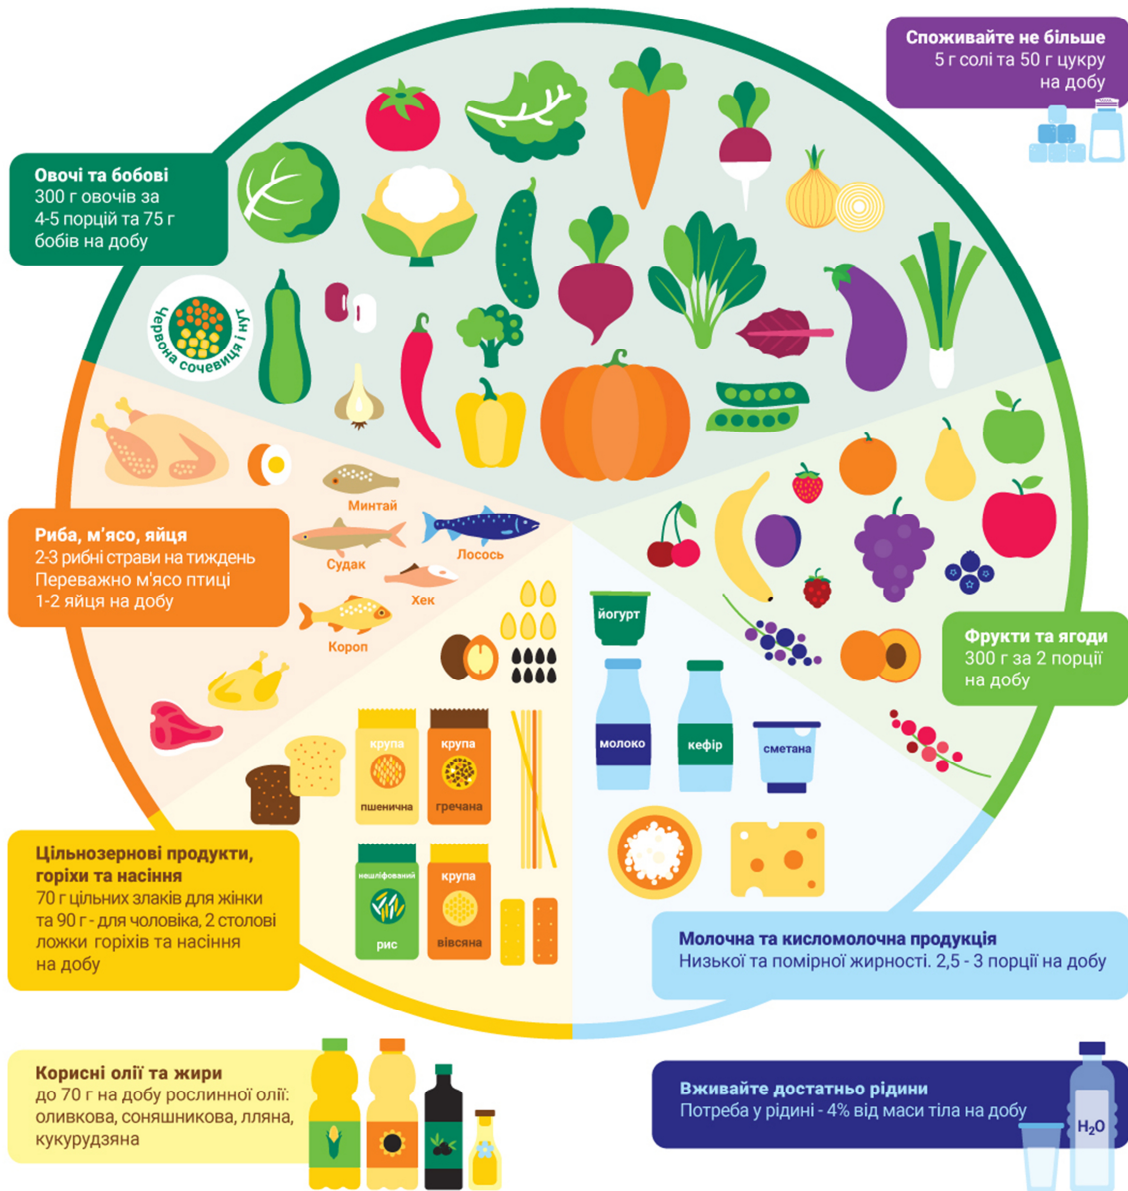 Споживайте не більше
5 г солі та 50 г цукру
на добу
Овочі та бобові
300 г овочів за
4-5 порцій та 75 г
бобів на добу
Червона сочевиця і нут
Минтай
Лосось
Судак
Хек
Короп
Риба, м'ясо, яйця
2-3 рибні страви на тиждень
Переважно м'ясо птиці
1-2 яйця на добу
Фрукти та ягоди
300 г за 2 порції
на добу
йогурт
молоко
кефір
сметана
крупа
пшенична
крупа
гречана
нешліфований
рис
крупа
вівсяна
Цільнозернові продукти,
горіхи та насіння
70 г цільних злаків для жінки
та 90 г - для чоловіка, 2 столові
ложки горіхів та насіння
на добу
Молочна та кисломолочна продукція
Низької та помірної жирності. 2,5 - 3 порції на добу
Корисні олії та жири
до 70 г на добу рослинної олії:
оливкова, соняшникова, лляна,
кукурудзяна
Вживайте достатньо рідини
Потреба у рідині - 4% від маси тіла на добу
H₂O